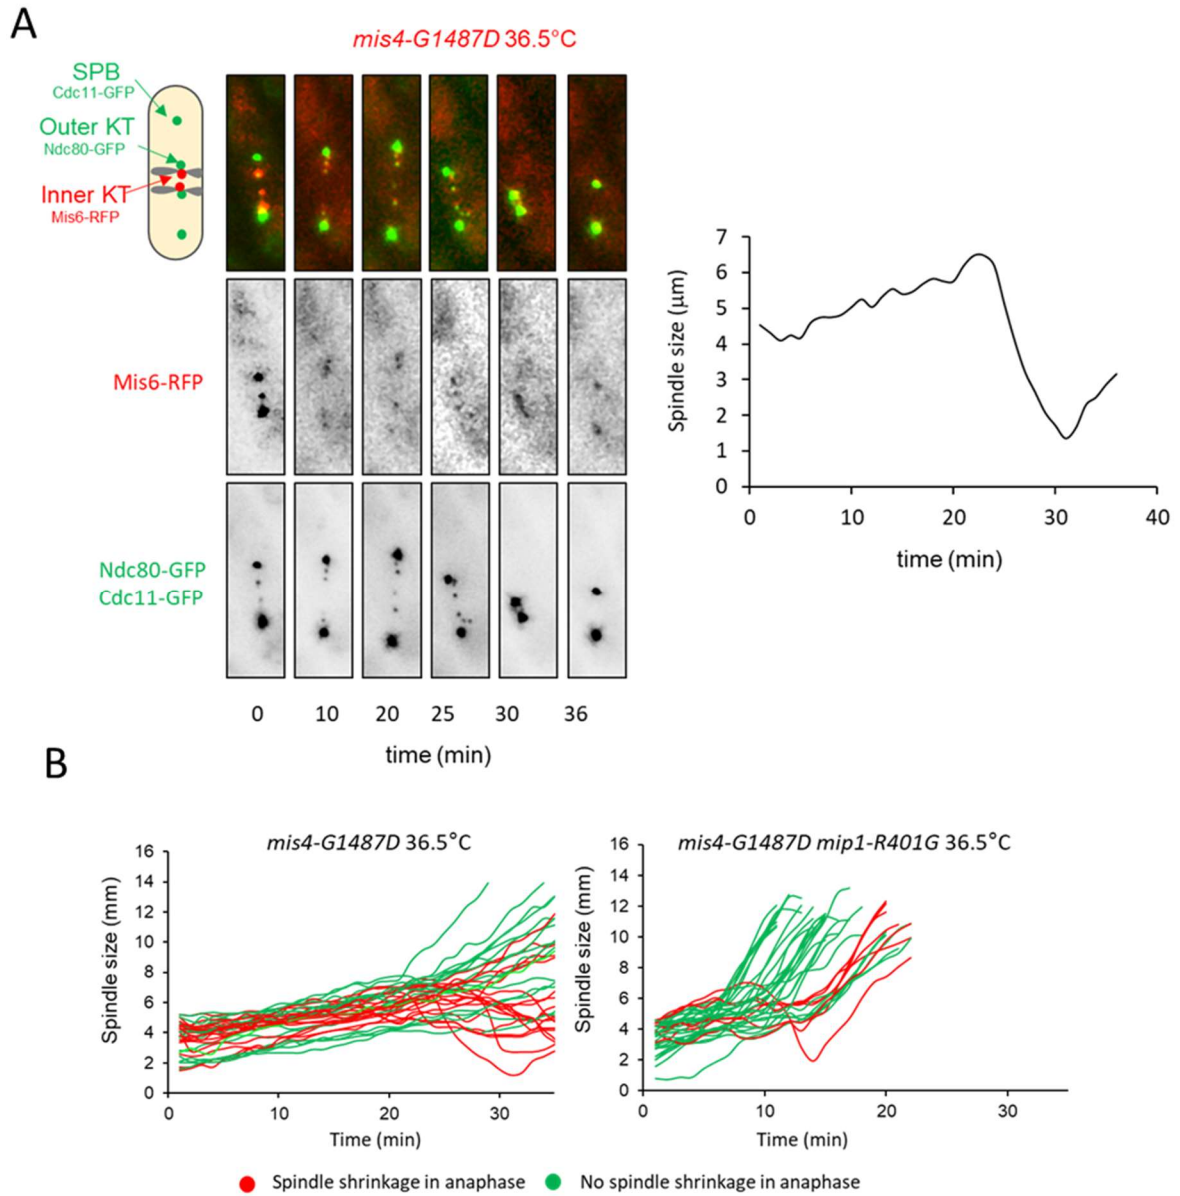 A
mis4-G1487D 36.5°C
SPB
Cdc11-GFP
Outer KT
Ndc80-GFP
Inner KT
Mis6-RFP
Mis6-RFP
Ndc80-GFP
Cdc11-GFP
0 10 20 25 30 36
time (min)
7
6
5
4
3
2
1
0
Spindle size (μm)
0 10 20 30 40
time (min)
B
mis4-G1487D 36.5°C
16
14
12
10
8
6
4
2
0
Spindle size (mm)
0 10 20 30
Time (min)
mis4-G1487D mip1-R401G 36.5°C
16
14
12
10
8
6
4
2
0
Spindle size (mm)
0 10 20 30
Time (min)
Spindle shrinkage in anaphase No spindle shrinkage in anaphase